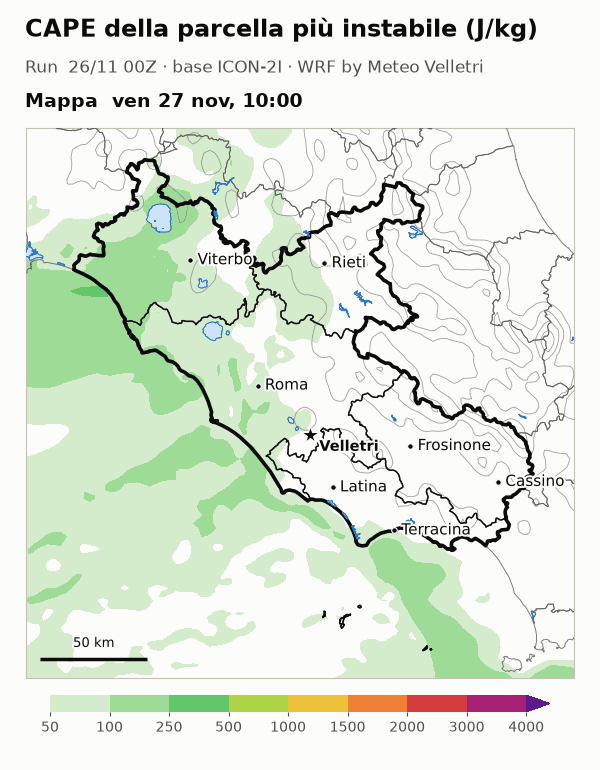 CAPE della parcella più instabile (J/kg)
Run  26/11 00Z · base ICON-2I · WRF by Meteo Velletri
Mappa  ven 27 nov, 10:00
Viterbo
Rieti
Roma
Velletri
Frosinone
Cassino
Latina
Terracina
50 km
50 100 250 500 1000 1500 2000 3000 4000